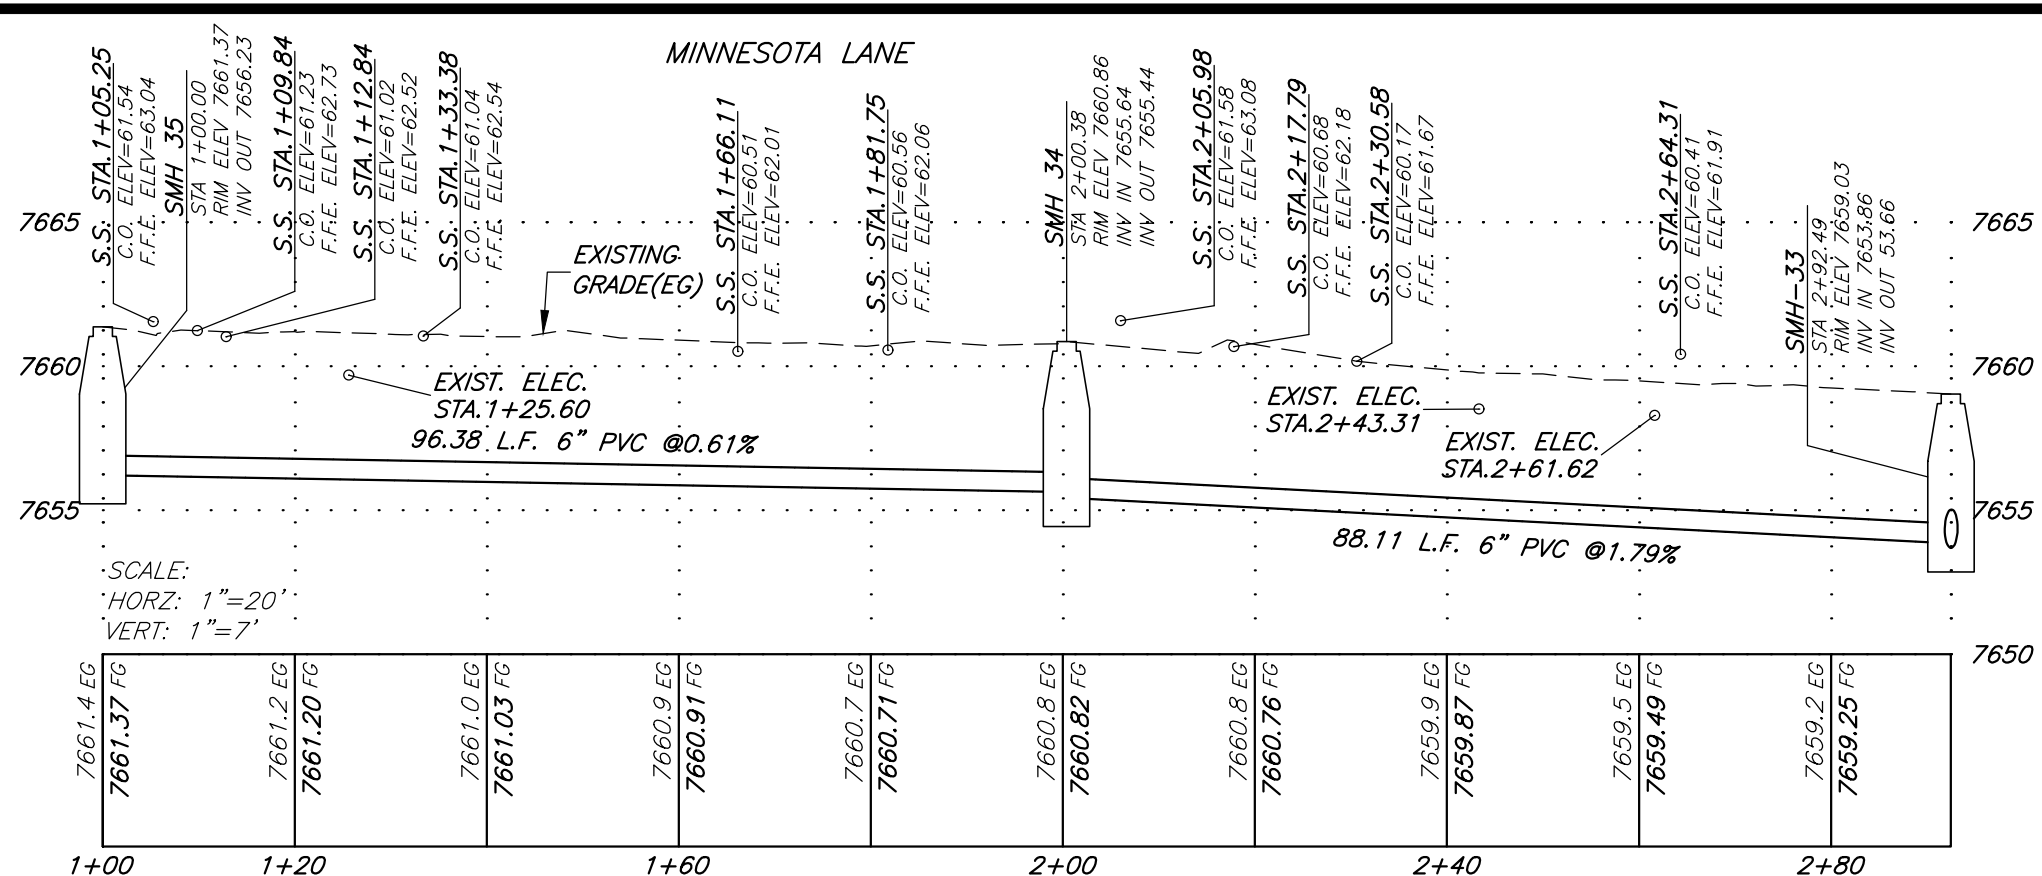 MINNESOTA LANE
S.S. STA.1+05.25
C.O. ELEV=61.54
F.F.E. ELEV=63.04
SMH 35
STA 1+00.00
RIM ELEV 7661.37
INV OUT 7656.23
S.S. STA.1+09.84
C.O. ELEV=61.23
F.F.E. ELEV=62.73
S.S. STA.1+12.84
C.O. ELEV=61.02
F.F.E. ELEV=62.52
S.S. STA.1+33.38
C.O. ELEV=61.04
F.F.E. ELEV=62.54
S.S. STA.1+66.11
C.O. ELEV=60.51
F.F.E. ELEV=62.01
S.S. STA.1+81.75
C.O. ELEV=60.56
F.F.E. ELEV=62.06
SMH 34
STA 2+00.38
RIM ELEV 7660.86
INV IN 7655.64
INV OUT 7655.44
S.S. STA.2+05.98
C.O. ELEV=61.58
F.F.E. ELEV=63.08
S.S. STA.2+17.79
C.O. ELEV=60.68
F.F.E. ELEV=62.18
S.S. STA.2+30.58
C.O. ELEV=60.17
F.F.E. ELEV=61.67
S.S. STA.2+64.31
C.O. ELEV=60.41
F.F.E. ELEV=61.91
SMH-33
STA 2+92.49
RIM ELEV 7659.03
INV IN 7653.86
INV OUT 53.66
7665
7665
EXISTING
GRADE(EG)
7660
7660
EXIST. ELEC.
STA.1+25.60
EXIST. ELEC.
STA.2+43.31
EXIST. ELEC.
STA.2+61.62
96.38 L.F. 6" PVC @0.61%
7655
7655
88.11 L.F. 6" PVC @1.79%
SCALE:
HORZ: 1"=20'
VERT: 1"=7'
7650
7661.4 EG
7661.37 FG
7661.2 EG
7661.20 FG
7661.0 EG
7661.03 FG
7660.9 EG
7660.91 FG
7660.7 EG
7660.71 FG
7660.8 EG
7660.82 FG
7660.8 EG
7660.76 FG
7659.9 EG
7659.87 FG
7659.5 EG
7659.49 FG
7659.2 EG
7659.25 FG
1+00
1+20
1+60
2+00
2+40
2+80